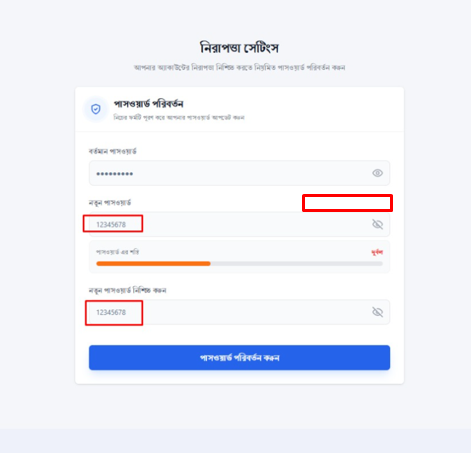 নিরাপত্তা সেটিংস
আপনার অ্যাকাউন্টের নিরাপত্তা নিশ্চিত করতে নিয়মিত পাসওয়ার্ড পরিবর্তন করুন
পাসওয়ার্ড পরিবর্তন
নিচের ফর্মটি পূরণ করে আপনার পাসওয়ার্ড আপডেট করুন
বর্তমান পাসওয়ার্ড
•••••••••
নতুন পাসওয়ার্ড
12345678
পাসওয়ার্ড এর শক্তি
দুর্বল
নতুন পাসওয়ার্ড নিশ্চিত করুন
12345678
পাসওয়ার্ড পরিবর্তন করুন